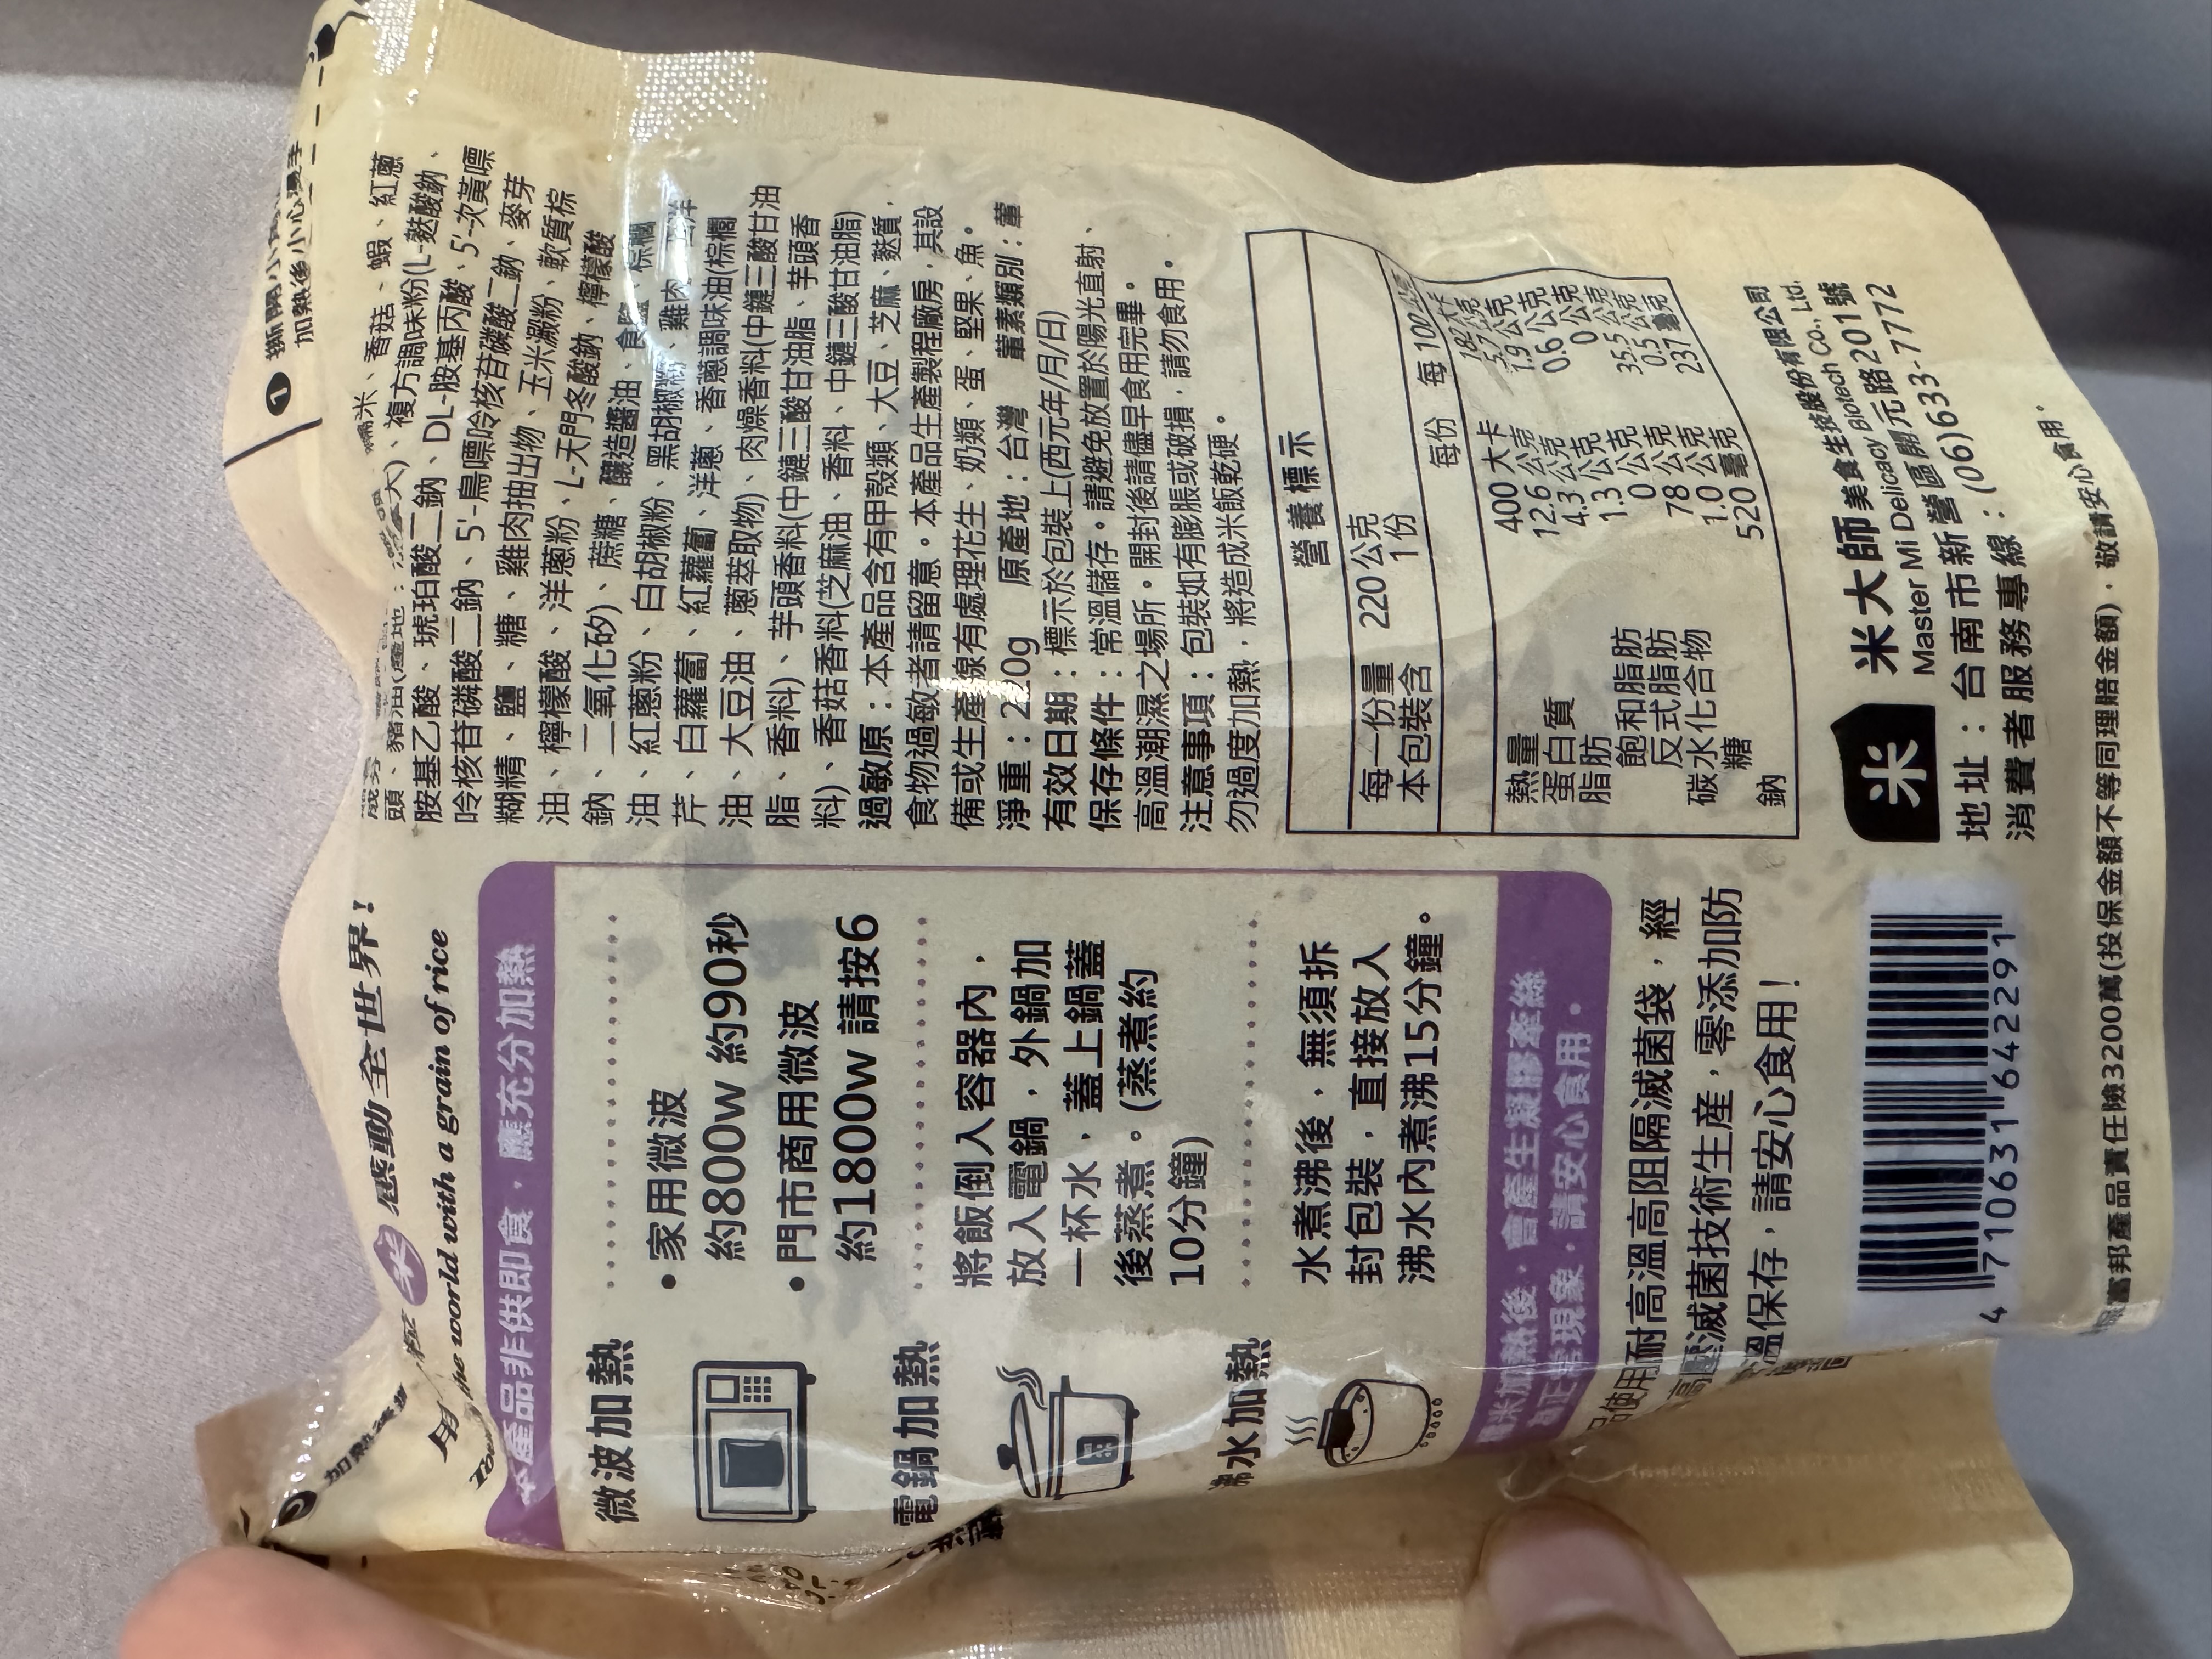 撕開小
加熱後小心燙手
感動全世界！
the world with a grain of rice
本產品非供即食，應充分加熱
微波加熱
• 家用微波
約800w 約90秒
• 門市商用微波
約1800w 請按6
電鍋加熱
將飯倒入容器內，
放入電鍋，外鍋加
一杯水，蓋上鍋蓋
後蒸煮。(蒸煮約
10分鐘)
沸水加熱
水煮沸後，無須拆
封包裝，直接放入
沸水內煮沸15分鐘。
米加熱後，會產生凝膠牽絲
為正常現象，請安心食用。
品使用耐高溫高阻隔滅菌袋，經
高壓滅菌技術生產，零添加防
溫保存，請安心食用！
4 710631 642291
糯米、香菇、蝦、紅蔥
頭、豬油(產地：)、複方調味粉(L-麩酸鈉、
胺基乙酸、琥珀酸二鈉、DL-胺基丙酸、5'-次黃嘌
呤核苷磷酸二鈉、5'-鳥嘌呤核苷磷酸二鈉、麥芽
糊精、鹽、糖、雞肉抽出物、玉米澱粉、軟質棕
油、檸檬酸、洋蔥粉、L-天門冬酸鈉、檸檬酸
鈉、二氧化矽)、蔗糖、釀造醬油、食鹽、棕櫚
油、紅蔥粉、白胡椒粉、黑胡椒粉、雞肉、西洋
芹、白蘿蔔、紅蘿蔔、洋蔥、香蔥調味油(棕櫚
油、大豆油、蔥萃取物)、肉燥香料(中鏈三酸甘油
脂、香料)、芋頭香料(中鏈三酸甘油脂、芋頭香
料)、香菇香料(芝麻油、香料、中鏈三酸甘油脂)
過敏原：本產品含有甲殼類、大豆、芝麻、麩質，
食物過敏者請留意。本產品生產製程廠房，其設
備或生產線有處理花生、奶類、蛋、堅果、魚。
淨重：220g 原產地：台灣 葷素類別：葷
有效日期：標示於包裝上(西元年/月/日)
保存條件：常溫儲存。請避免放置於陽光直射、
高溫潮濕之場所。開封後請儘早食用完畢。
注意事項：包裝如有膨脹或破損，請勿食用。
勿過度加熱，將造成米飯乾硬。
營養標示
每一份量 220公克
本包裝含 1份
每份 每100公克
熱量 400大卡 182大卡
蛋白質 12.6公克 5.7公克
脂肪 4.3公克 1.9公克
飽和脂肪 1.3公克 0.6公克
反式脂肪 0公克 0公克
碳水化合物 78公克 35.5公克
糖 1.0公克 0.5公克
鈉 520毫克 237毫克
米
米大師美食生技股份有限公司
Master Mi Delicacy Biotech Co., Ltd.
地址：台南市新營區開元路201號
消費者服務專線：(06)633-7772
富邦產品責任險3200萬(投保金額不等同理賠金額)，敬請安心食用。